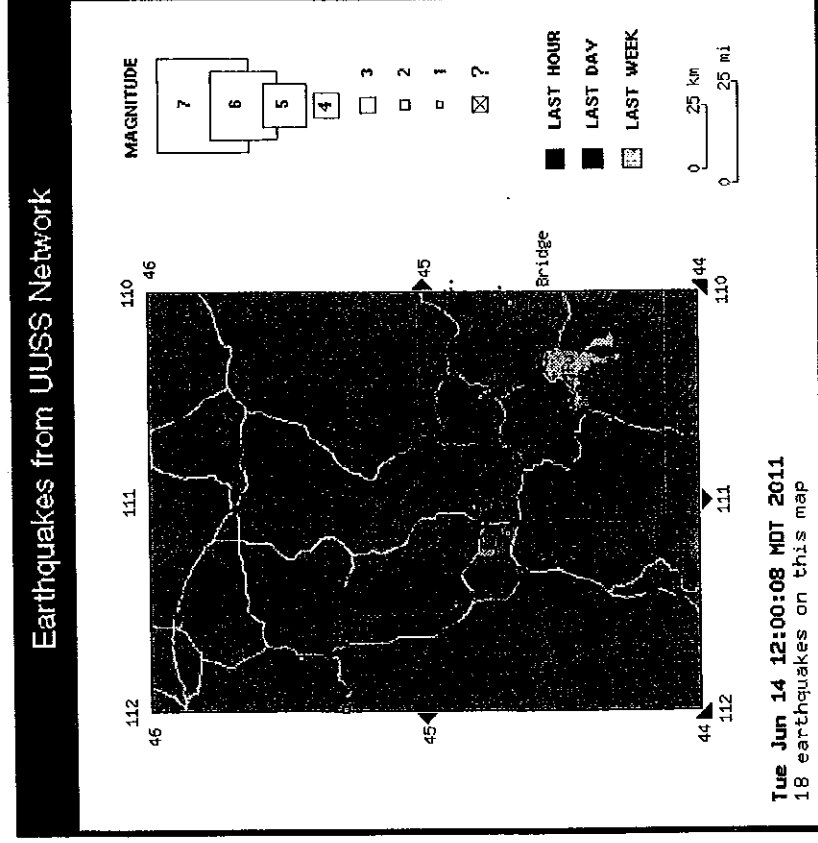 Earthquakes from UUSS Network
112
111
110
46
46
45
45
44
44
112
111
110
Bridge
MAGNITUDE
7
6
5
4
3
2
1
?
LAST HOUR
LAST DAY
LAST WEEK
0 25 km
0 25 mi
Tue Jun 14 12:00:08 MDT 2011
18 earthquakes on this map